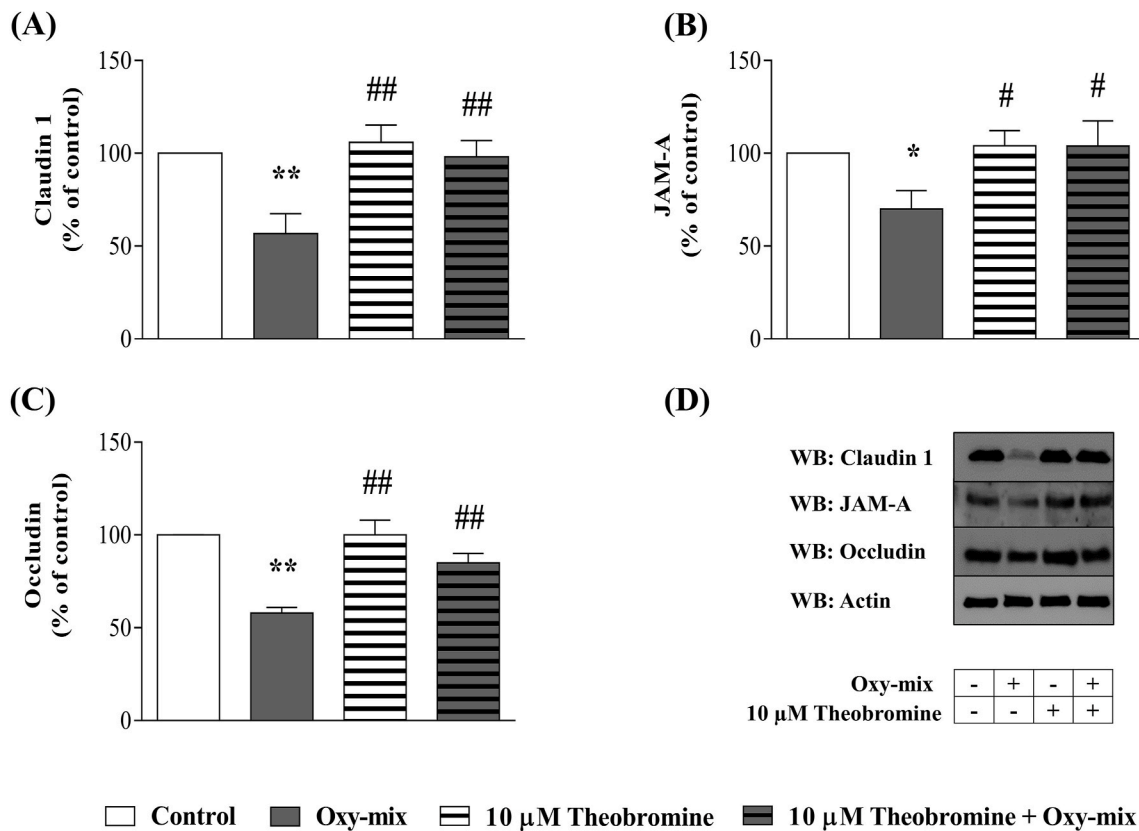 (A)
Claudin 1
(% of control)
150
100
50
0
**
##
##
(B)
JAM-A
(% of control)
150
100
50
0
*
#
#
(C)
Occludin
(% of control)
150
100
50
0
**
##
##
(D)
WB: Claudin 1
WB: JAM-A
WB: Occludin
WB: Actin
Oxy-mix - + - +
10 μM Theobromine - - + +
Control Oxy-mix 10 μM Theobromine 10 μM Theobromine + Oxy-mix